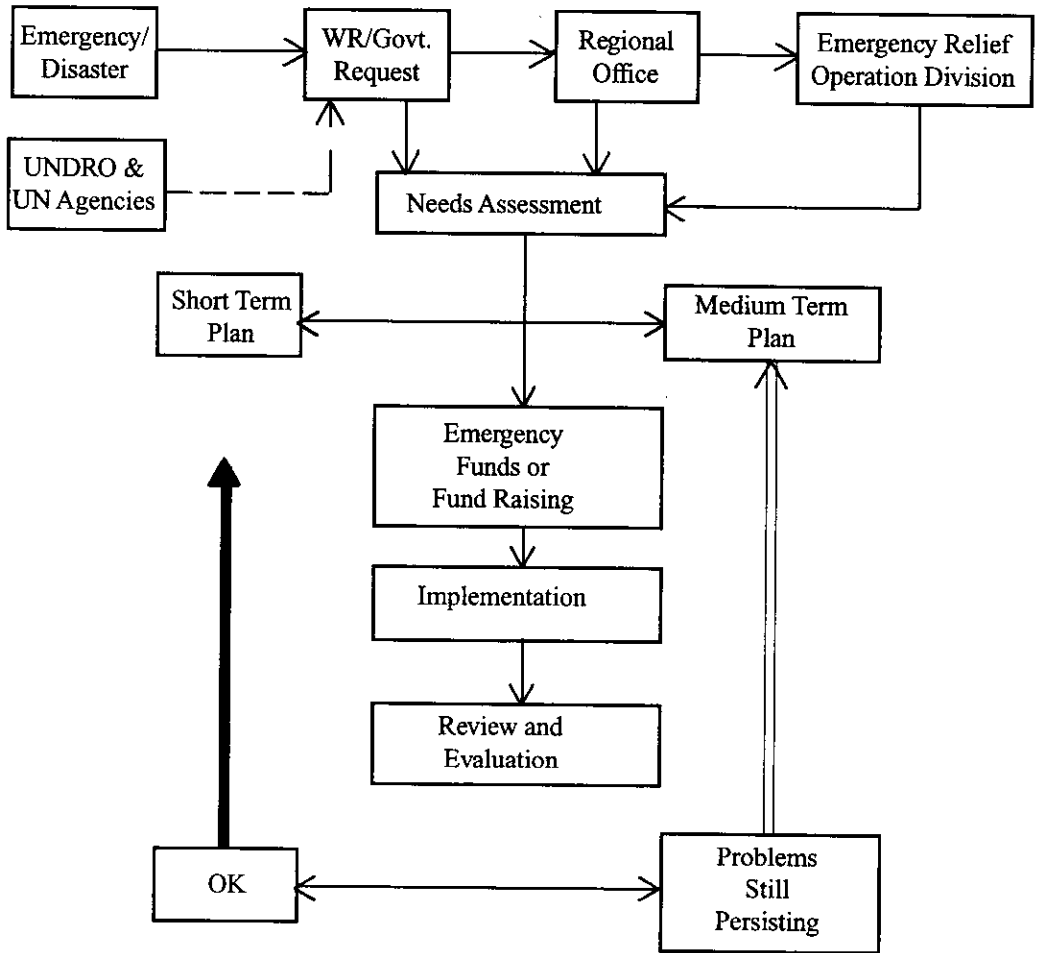 Emergency/
Disaster
WR/Govt.
Request
Regional
Office
Emergency Relief
Operation Division
UNDRO &
UN Agencies
Needs Assessment
Short Term
Plan
Medium Term
Plan
Emergency
Funds or
Fund Raising
Implementation
Review and
Evaluation
OK
Problems
Still
Persisting